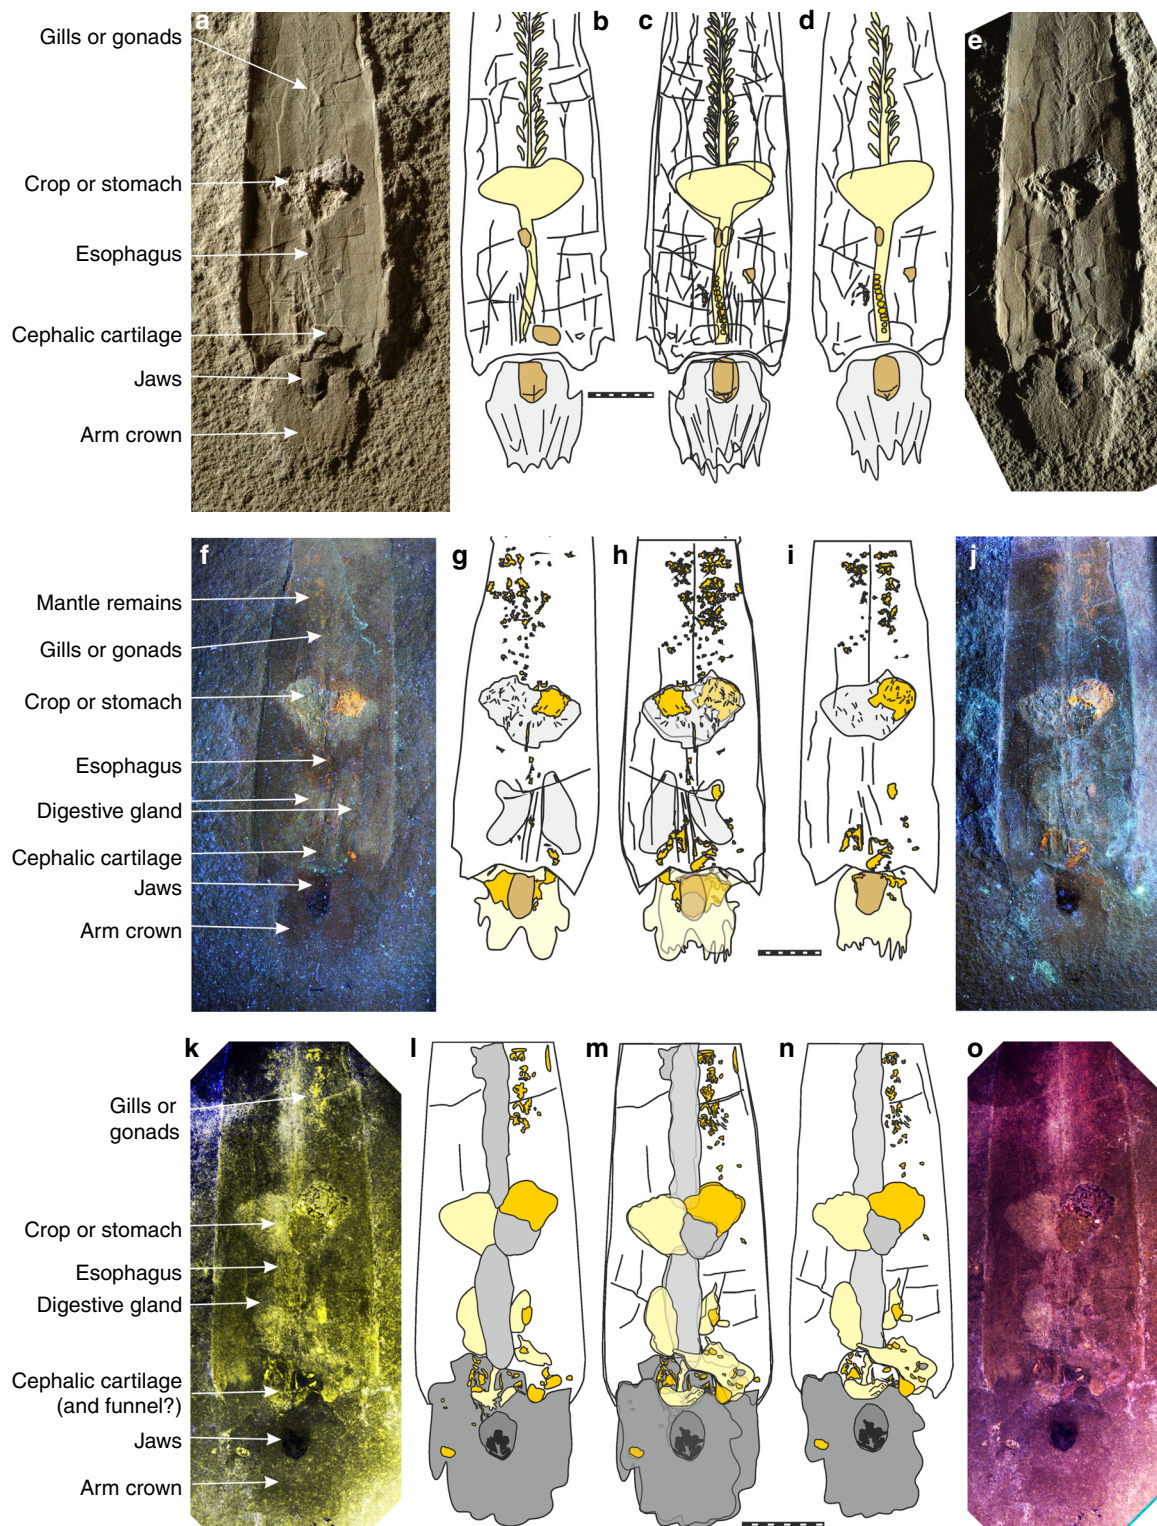 a
b
c
d
e
Gills or gonads
Crop or stomach
Esophagus
Cephalic cartilage
Jaws
Arm crown
f
g
h
i
j
Mantle remains
Gills or gonads
Crop or stomach
Esophagus
Digestive gland
Cephalic cartilage
Jaws
Arm crown
k
l
m
n
o
Gills or
gonads
Crop or stomach
Esophagus
Digestive gland
Cephalic cartilage
(and funnel?)
Jaws
Arm crown